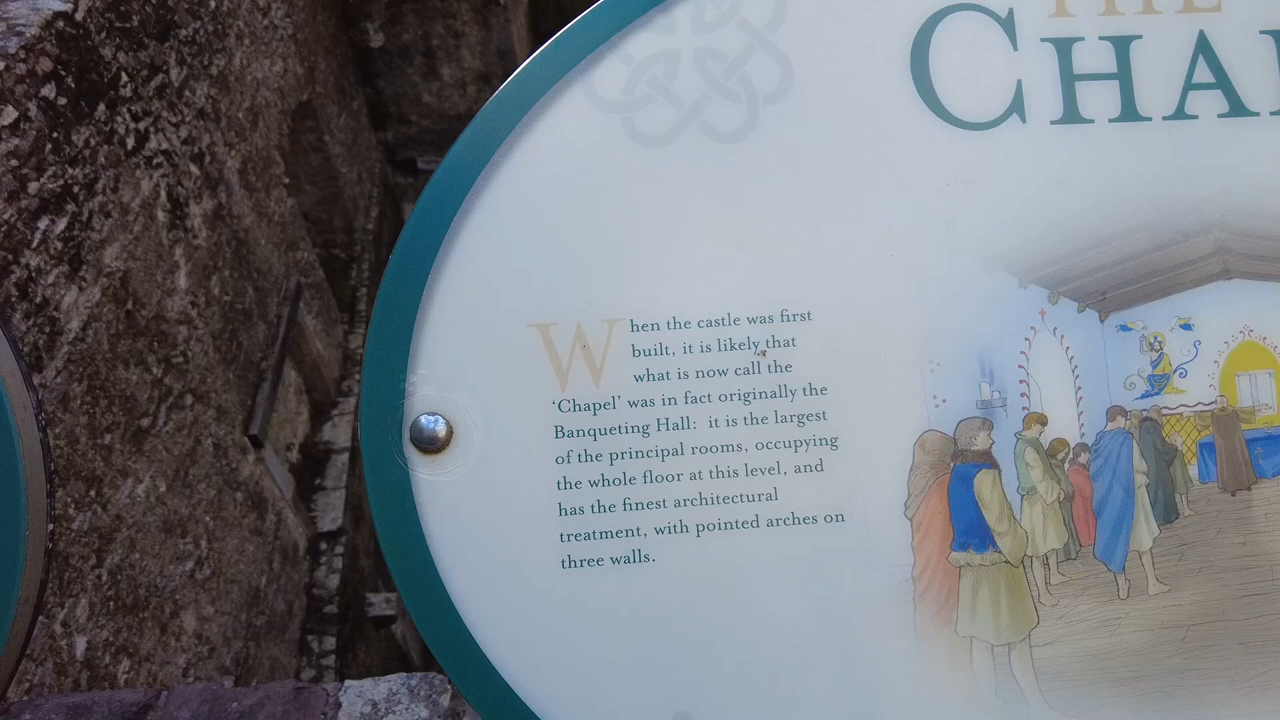 THE
CHA
When the castle was first
built, it is likely that
what is now call the
‘Chapel’ was in fact originally the
Banqueting Hall: it is the largest
of the principal rooms, occupying
the whole floor at this level, and
has the finest architectural
treatment, with pointed arches on
three walls.